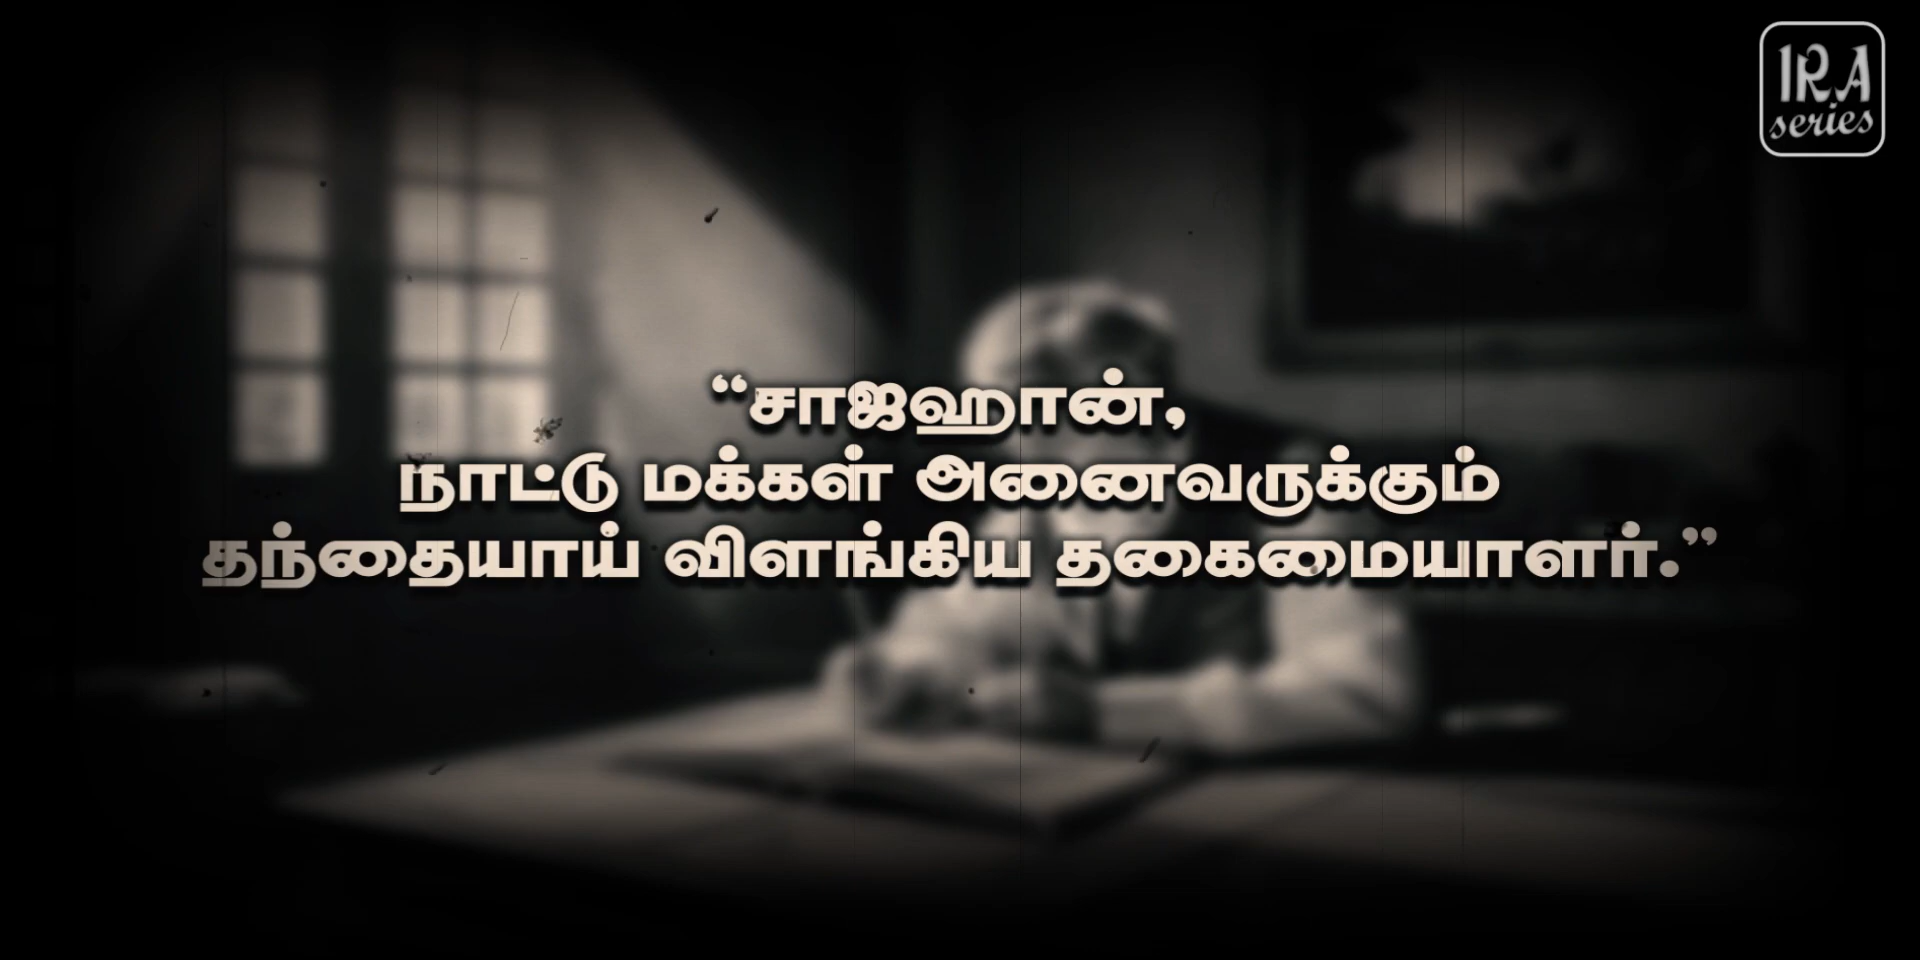 IRA
series
“சாஜஹான்,
நாட்டு மக்கள் அனைவருக்கும்
தந்தையாய் விளங்கிய தகைமையாளர்.”